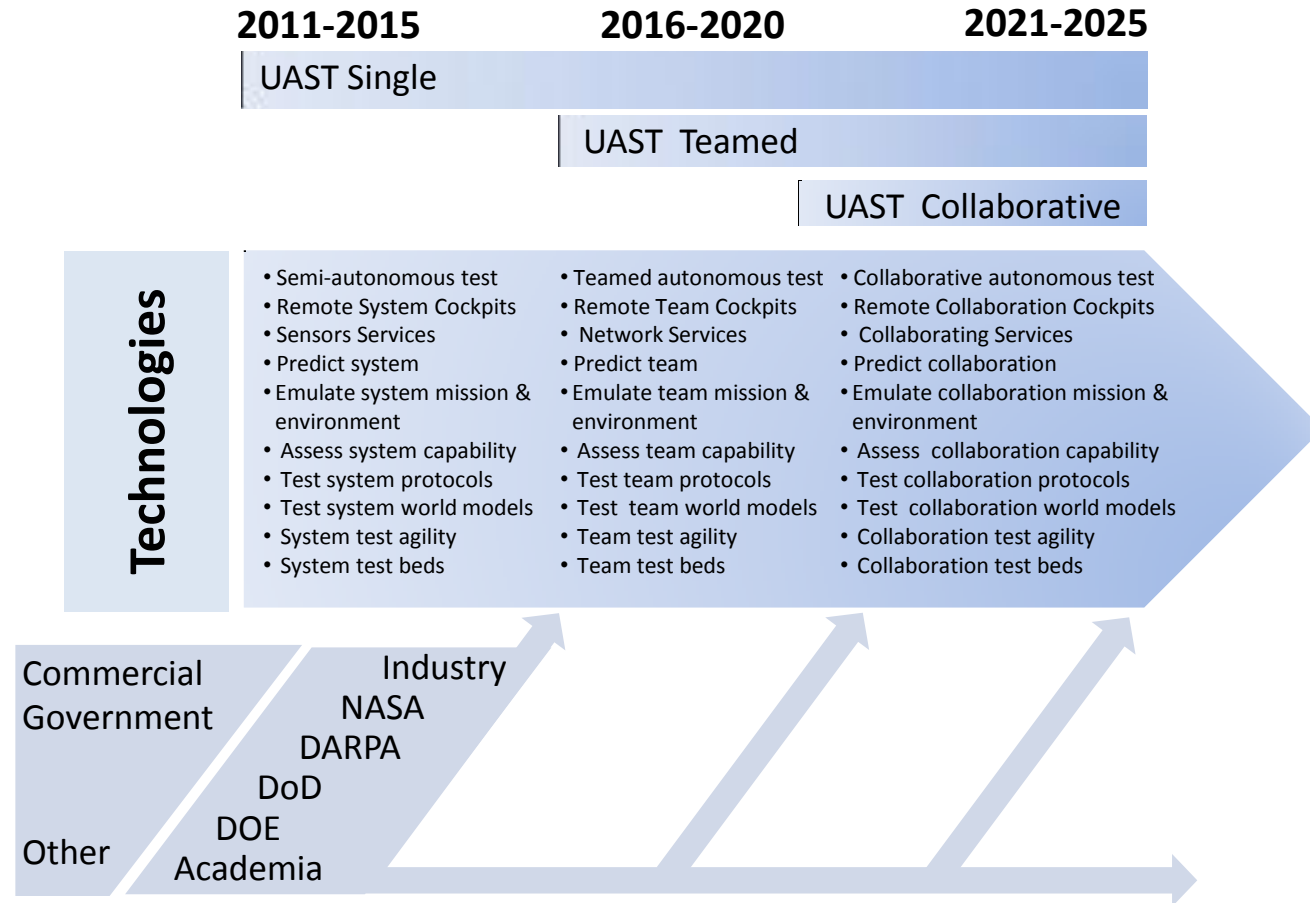 2011-2015
2016-2020
2021-2025
UAST Single
UAST Teamed
UAST Collaborative
Technologies
• Semi-autonomous test
• Remote System Cockpits
• Sensors Services
• Predict system
• Emulate system mission &
environment
• Assess system capability
• Test system protocols
• Test system world models
• System test agility
• System test beds
• Teamed autonomous test
• Remote Team Cockpits
• Network Services
• Predict team
• Emulate team mission &
environment
• Assess team capability
• Test team protocols
• Test team world models
• Team test agility
• Team test beds
• Collaborative autonomous test
• Remote Collaboration Cockpits
• Collaborating Services
• Predict collaboration
• Emulate collaboration mission &
environment
• Assess collaboration capability
• Test collaboration protocols
• Test collaboration world models
• Collaboration test agility
• Collaboration test beds
Commercial
Government
Other
Industry
NASA
DARPA
DoD
DOE
Academia